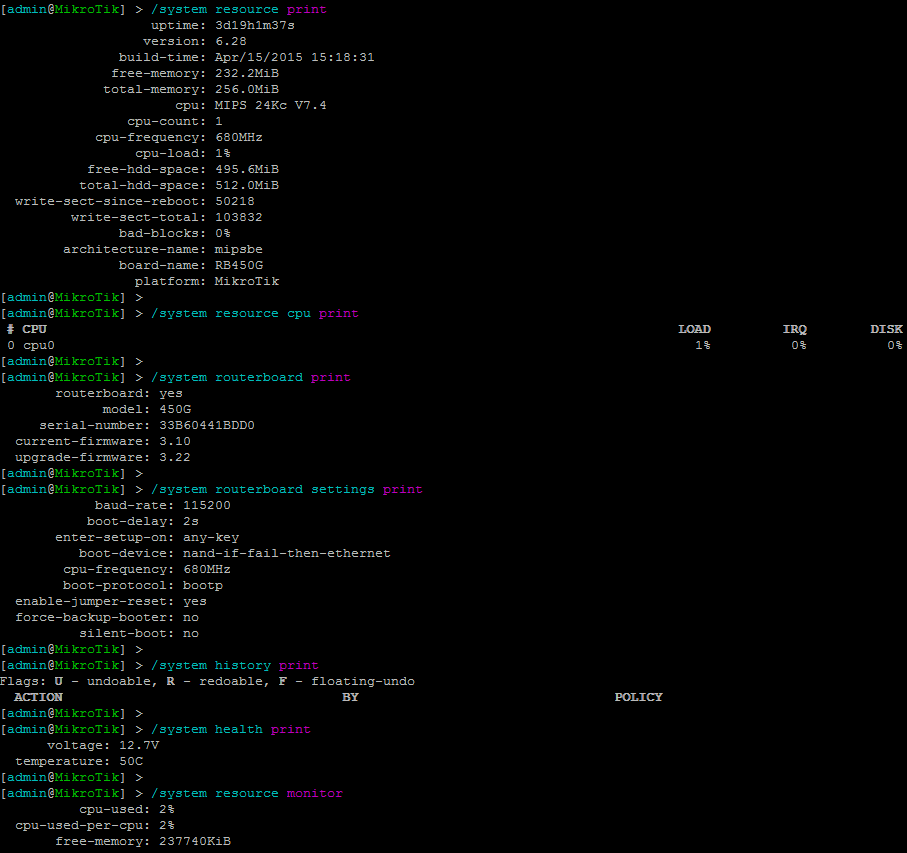 [admin@MikroTik] > /system resource print
uptime: 3d19h1m37s
version: 6.28
build-time: Apr/15/2015 15:18:31
free-memory: 232.2MiB
total-memory: 256.0MiB
cpu: MIPS 24Kc V7.4
cpu-count: 1
cpu-frequency: 680MHz
cpu-load: 1%
free-hdd-space: 495.6MiB
total-hdd-space: 512.0MiB
write-sect-since-reboot: 50218
write-sect-total: 103832
bad-blocks: 0%
architecture-name: mipsbe
board-name: RB450G
platform: MikroTik
[admin@MikroTik] >
[admin@MikroTik] > /system resource cpu print
# CPU LOAD IRQ DISK
0 cpu0 1% 0% 0%
[admin@MikroTik] >
[admin@MikroTik] > /system routerboard print
routerboard: yes
model: 450G
serial-number: 33B60441BDD0
current-firmware: 3.10
upgrade-firmware: 3.22
[admin@MikroTik] >
[admin@MikroTik] > /system routerboard settings print
baud-rate: 115200
boot-delay: 2s
enter-setup-on: any-key
boot-device: nand-if-fail-then-ethernet
cpu-frequency: 680MHz
boot-protocol: bootp
enable-jumper-reset: yes
force-backup-booter: no
silent-boot: no
[admin@MikroTik] >
[admin@MikroTik] > /system history print
Flags: U - undoable, R - redoable, F - floating-undo
ACTION BY POLICY
[admin@MikroTik] >
[admin@MikroTik] > /system health print
voltage: 12.7V
temperature: 50C
[admin@MikroTik] >
[admin@MikroTik] > /system resource monitor
cpu-used: 2%
cpu-used-per-cpu: 2%
free-memory: 237740KiB